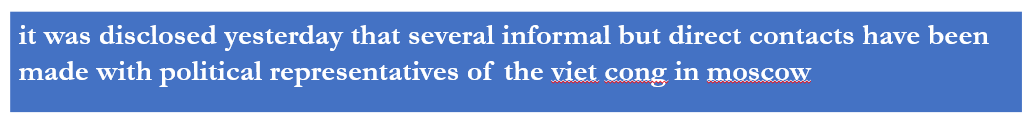 it was disclosed yesterday that several informal but direct contacts have been
made with political representatives of the viet cong in moscow